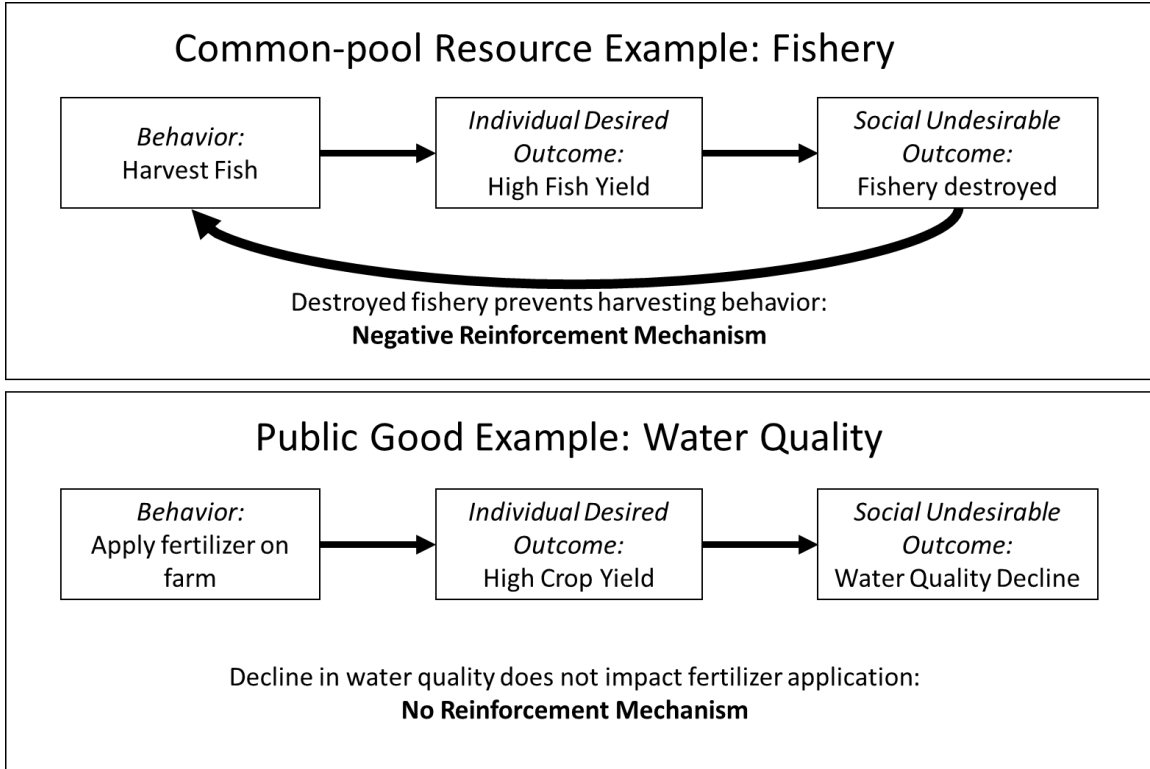 Common-pool Resource Example: Fishery
Behavior:
Harvest Fish
Individual Desired
Outcome:
High Fish Yield
Social Undesirable
Outcome:
Fishery destroyed
Destroyed fishery prevents harvesting behavior:
Negative Reinforcement Mechanism
Public Good Example: Water Quality
Behavior:
Apply fertilizer on
farm
Individual Desired
Outcome:
High Crop Yield
Social Undesirable
Outcome:
Water Quality Decline
Decline in water quality does not impact fertilizer application:
No Reinforcement Mechanism